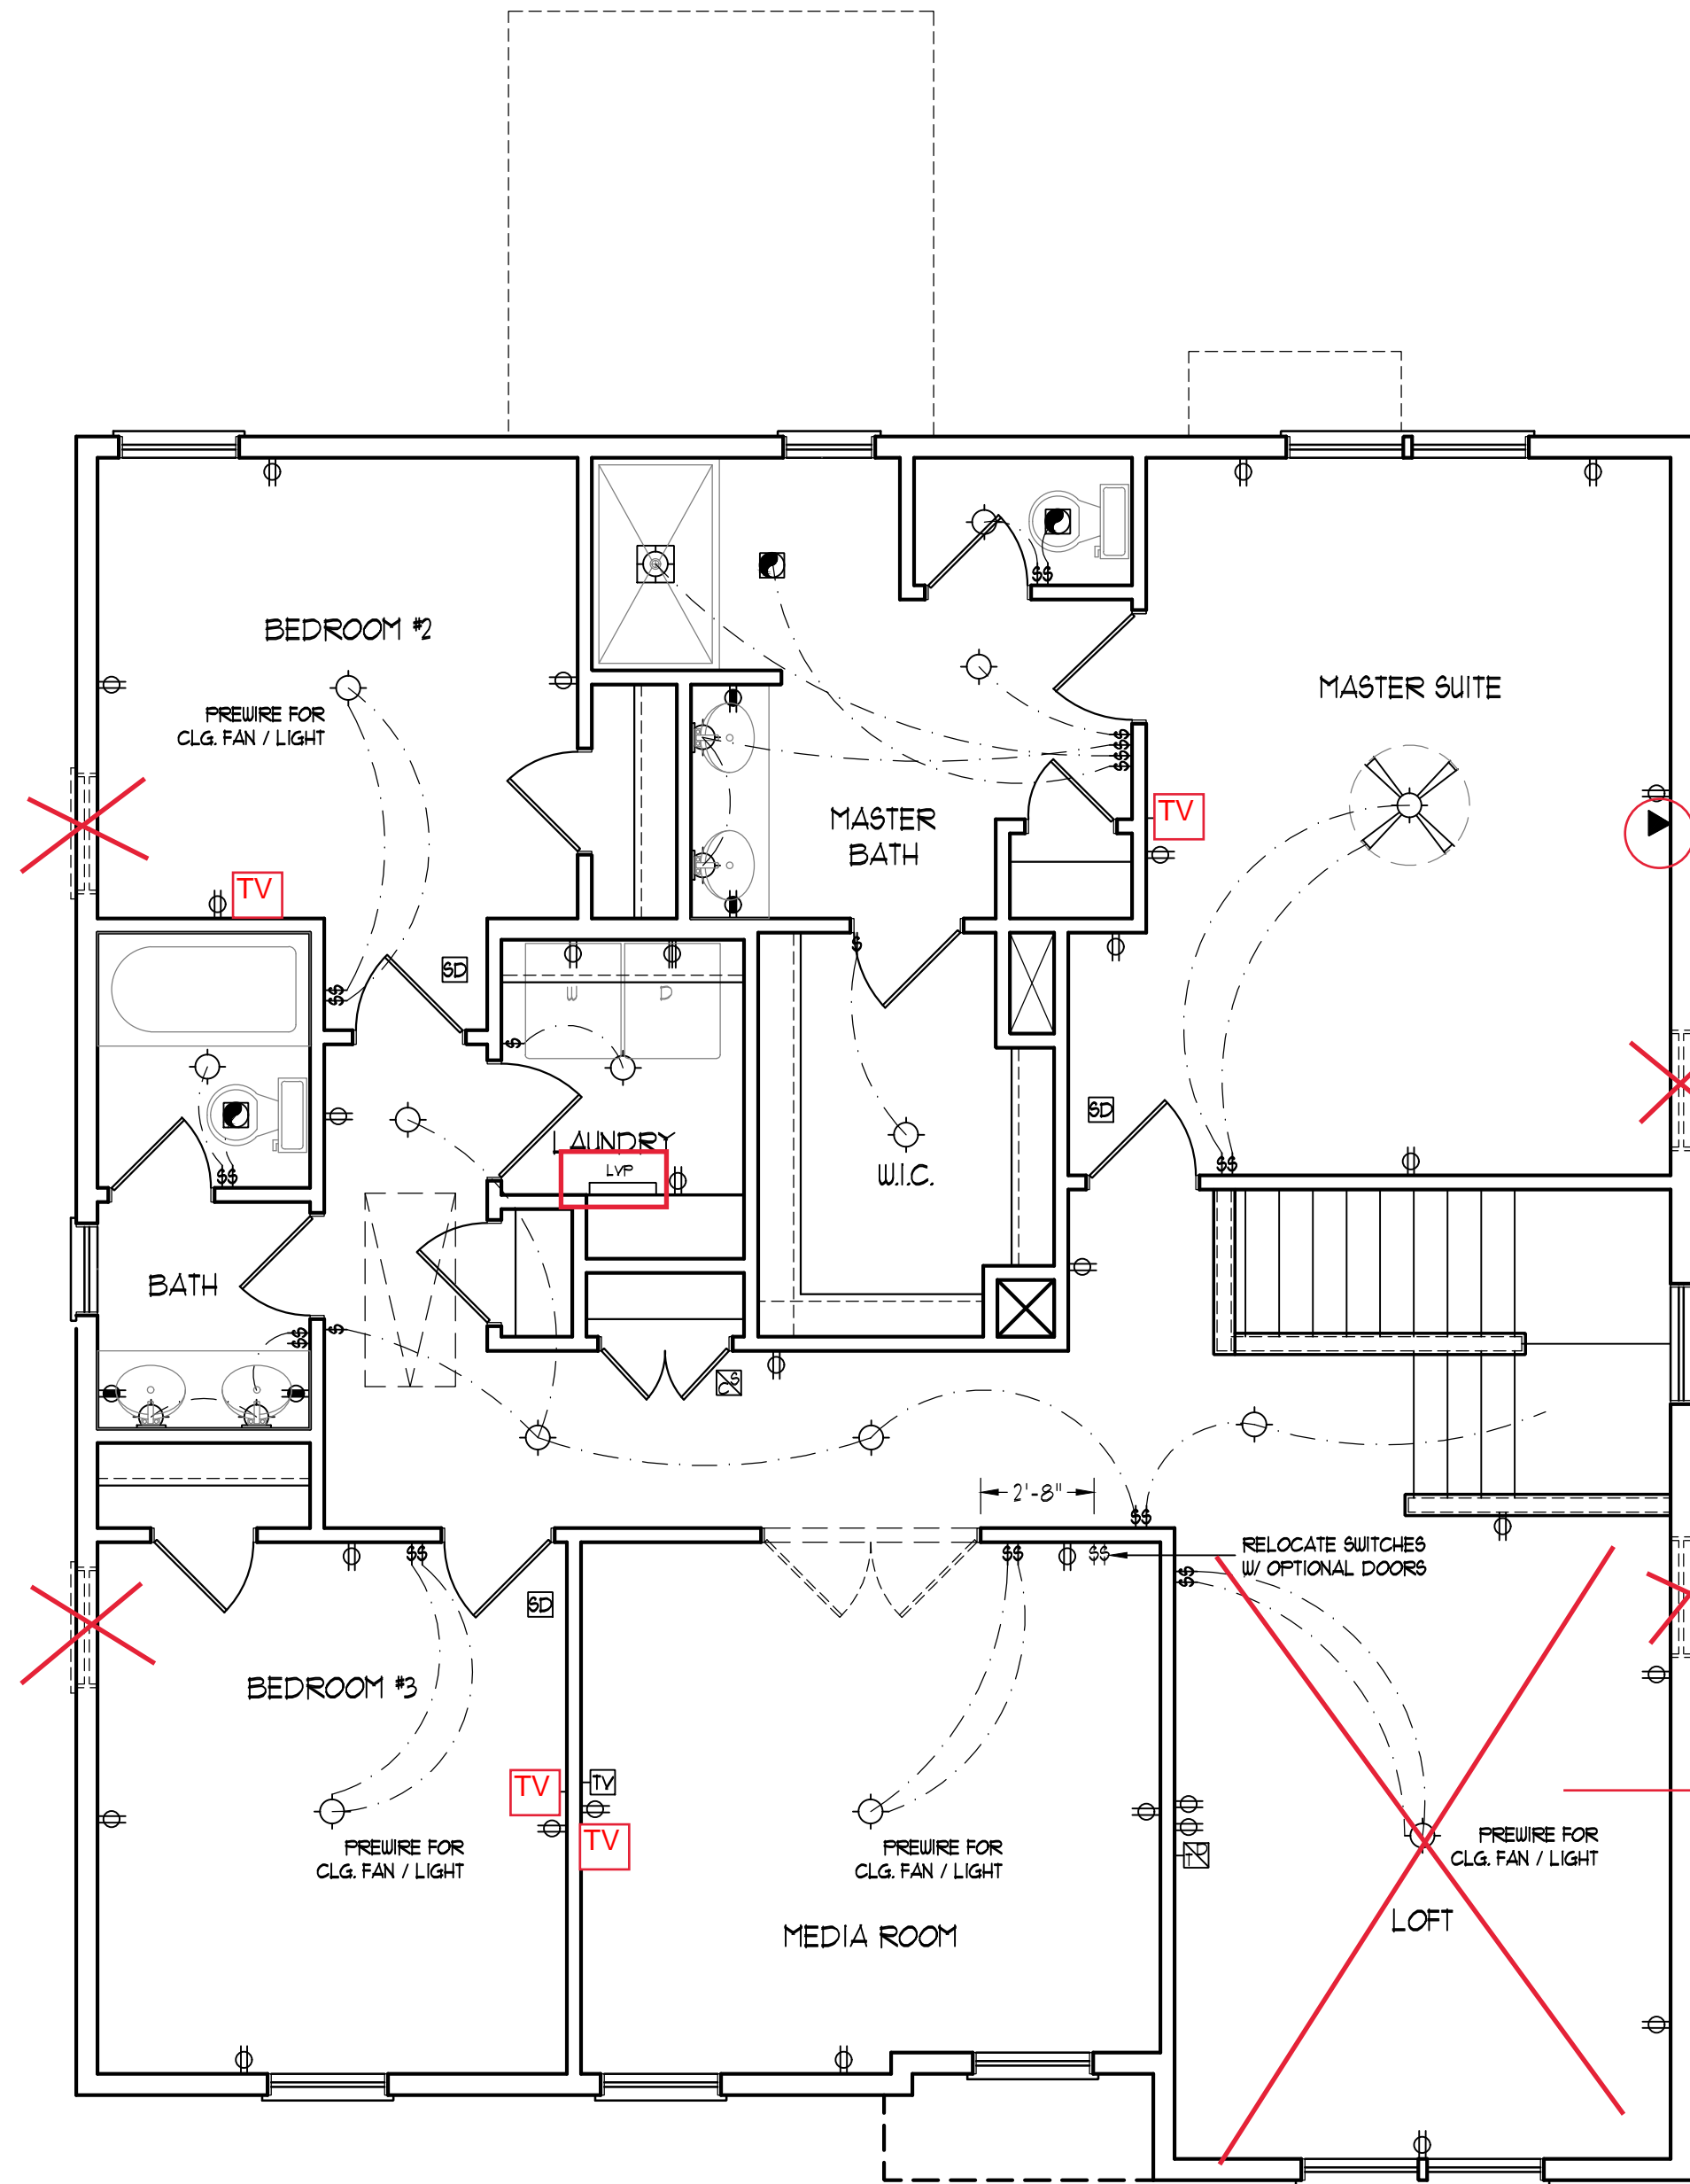 BEDROOM #2
PREWIRE FOR
CLG. FAN / LIGHT
MASTER SUITE
MASTER
BATH
TV
TV
$$
$
$
$
$
$
$
$
SD
W
D
$
SD
LAUNDRY
LVP
W.I.C.
$$
$$
BATH
$
$
$
CS
2'-8"
$$
RELOCATE SWITCHES
W/ OPTIONAL DOORS
$$
$$
$$
$
$
SD
BEDROOM #3
TV
TV
TV
PREWIRE FOR
CLG. FAN / LIGHT
PREWIRE FOR
CLG. FAN / LIGHT
PREWIRE FOR
CLG. FAN / LIGHT
LOFT
MEDIA ROOM